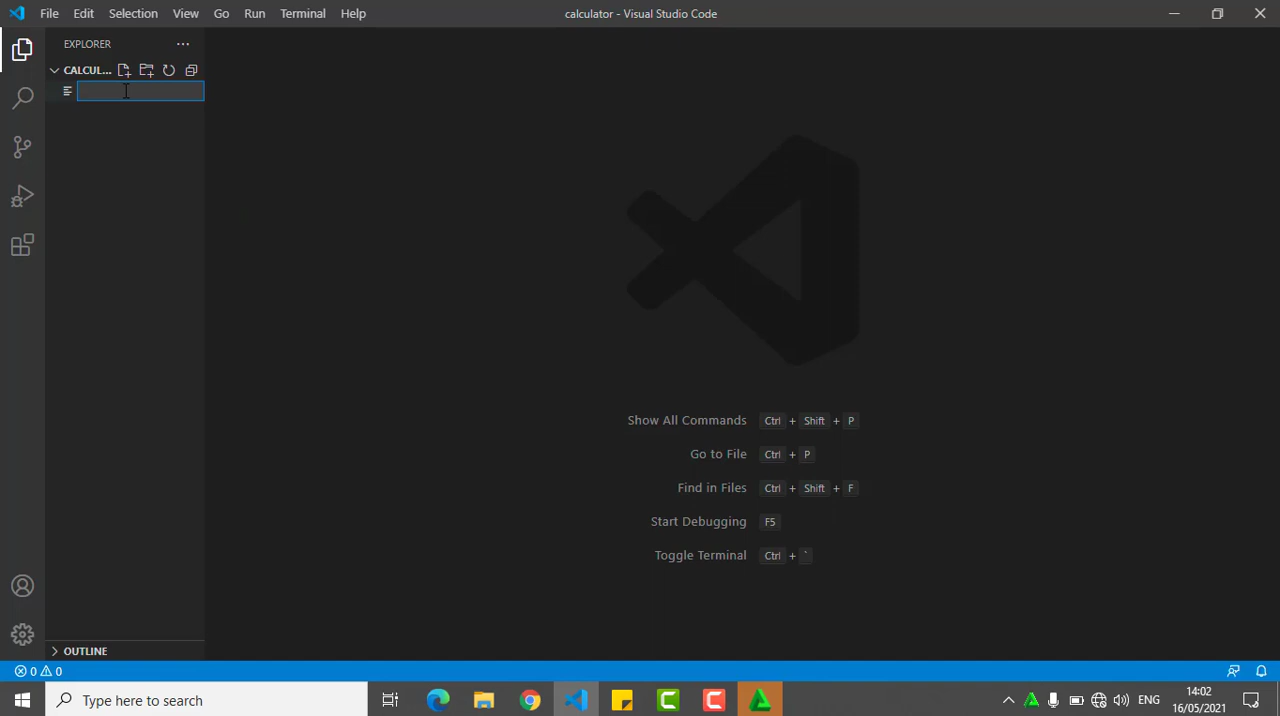 File Edit Selection View Go Run Terminal Help calculator - Visual Studio Code
EXPLORER ...
CALCUL...
Show All Commands Ctrl + Shift + P
Go to File Ctrl + P
Find in Files Ctrl + Shift + F
Start Debugging F5
Toggle Terminal Ctrl + `
OUTLINE
0 0
Type here to search
ENG
14:02
16/05/2021